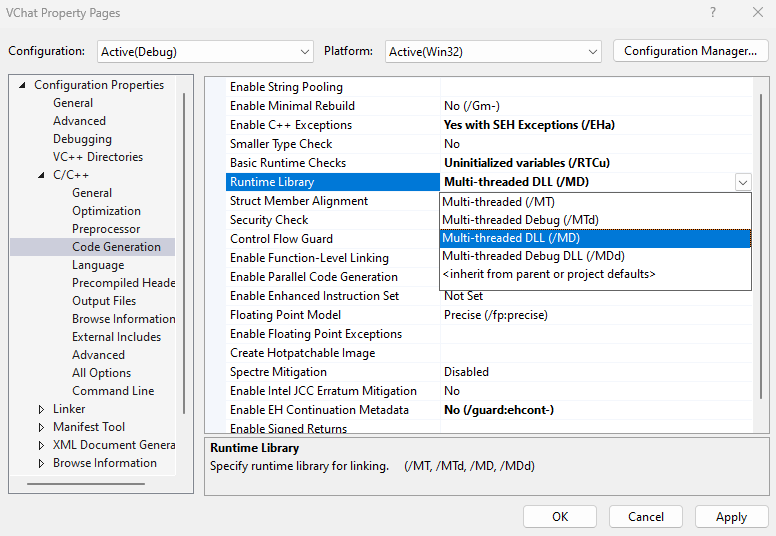 VChat Property Pages ? ×
Configuration: Active(Debug) Platform: Active(Win32) Configuration Manager...
Configuration Properties
General
Advanced
Debugging
VC++ Directories
C/C++
General
Optimization
Preprocessor
Code Generation
Language
Precompiled Heade
Output Files
Browse Information
External Includes
Advanced
All Options
Command Line
Linker
Manifest Tool
XML Document Genera
Browse Information
Enable String Pooling
Enable Minimal Rebuild No (/Gm-)
Enable C++ Exceptions Yes with SEH Exceptions (/EHa)
Smaller Type Check No
Basic Runtime Checks Uninitialized variables (/RTCu)
Runtime Library Multi-threaded DLL (/MD)
Struct Member Alignment Multi-threaded (/MT)
Security Check Multi-threaded Debug (/MTd)
Control Flow Guard Multi-threaded DLL (/MD)
Enable Function-Level Linking Multi-threaded Debug DLL (/MDd)
Enable Parallel Code Generation <inherit from parent or project defaults>
Enable Enhanced Instruction Set Not Set
Floating Point Model Precise (/fp:precise)
Enable Floating Point Exceptions
Create Hotpatchable Image
Spectre Mitigation Disabled
Enable Intel JCC Erratum Mitigation No
Enable EH Continuation Metadata No (/guard:ehcont-)
Enable Signed Returns
Runtime Library
Specify runtime library for linking. (/MT, /MTd, /MD, /MDd)
OK Cancel Apply